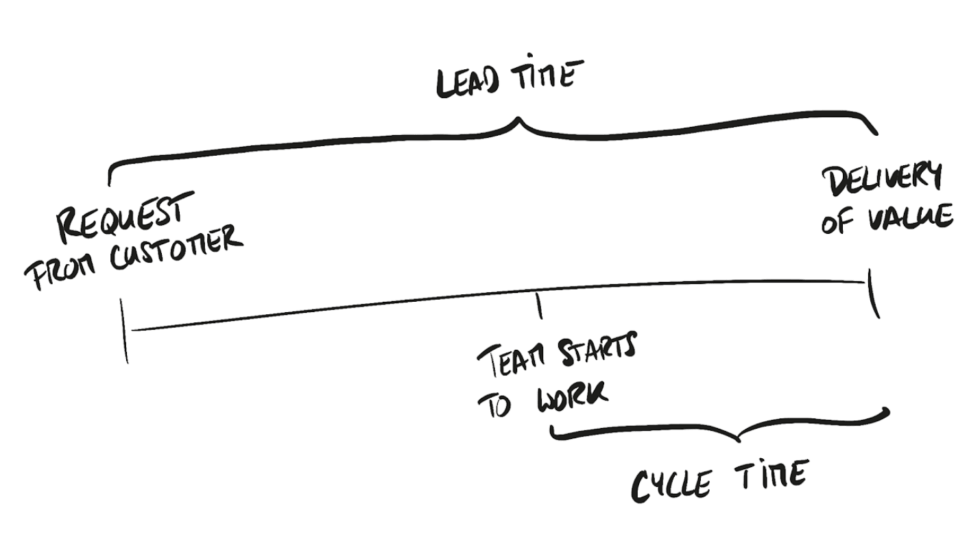 LEAD TIME
REQUEST
FROM CUSTOMER
DELIVERY
OF VALUE
TEAM STARTS
TO WORK
CYCLE TIME